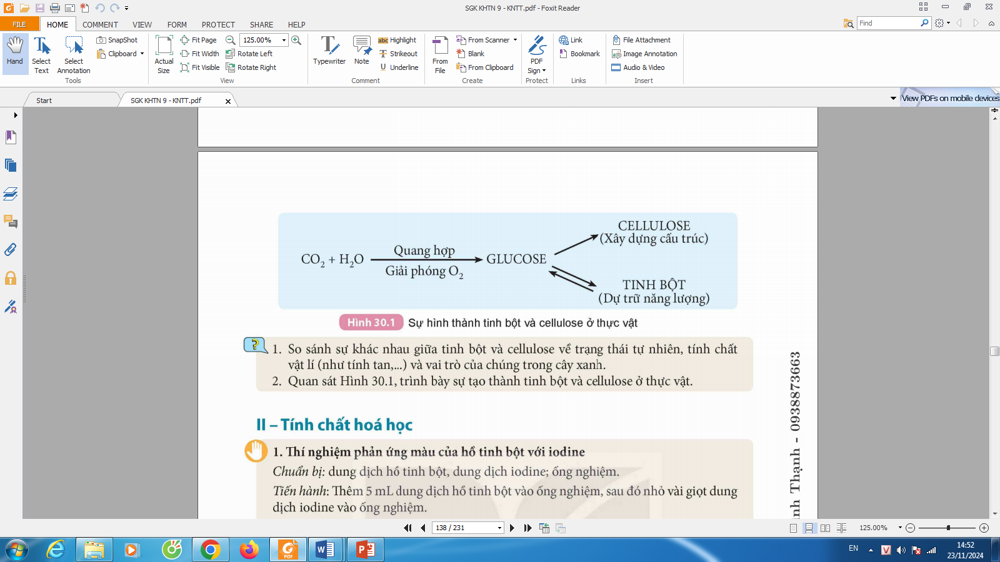 SGK KHTN 9 - KNTT.pdf - Foxit Reader
FILE HOME COMMENT VIEW FORM PROTECT SHARE HELP Find
Hand
Select Text
Select Annotation
SnapShot
Clipboard
Tools
Actual Size
Fit Page
Fit Width
Fit Visible
125.00%
Rotate Left
Rotate Right
View
Typewriter
Note
Highlight
Strikeout
Underline
Comment
From File
From Scanner
Blank
From Clipboard
Create
PDF Sign
Protect
Link
Bookmark
Links
File Attachment
Image Annotation
Audio & Video
Insert
Start SGK KHTN 9 - KNTT.pdf View PDFs on mobile devices
CELLULOSE
(Xây dựng cấu trúc)
Quang hợp
CO2 + H2O GLUCOSE
Giải phóng O2
TINH BỘT
(Dự trữ năng lượng)
Hình 30.1 Sự hình thành tinh bột và cellulose ở thực vật
? 1. So sánh sự khác nhau giữa tinh bột và cellulose về trạng thái tự nhiên, tính chất
vật lí (như tính tan,...) và vai trò của chúng trong cây xanh.
2. Quan sát Hình 30.1, trình bày sự tạo thành tinh bột và cellulose ở thực vật.
II – Tính chất hoá học
1. Thí nghiệm phản ứng màu của hồ tinh bột với iodine
Chuẩn bị: dung dịch hồ tinh bột, dung dịch iodine; ống nghiệm.
Tiến hành: Thêm 5 mL dung dịch hồ tinh bột vào ống nghiệm, sau đó nhỏ vài giọt dung
dịch iodine vào ống nghiệm.
Thạnh - 0938873663
138 / 231 125.00%
EN 14:52
23/11/2024